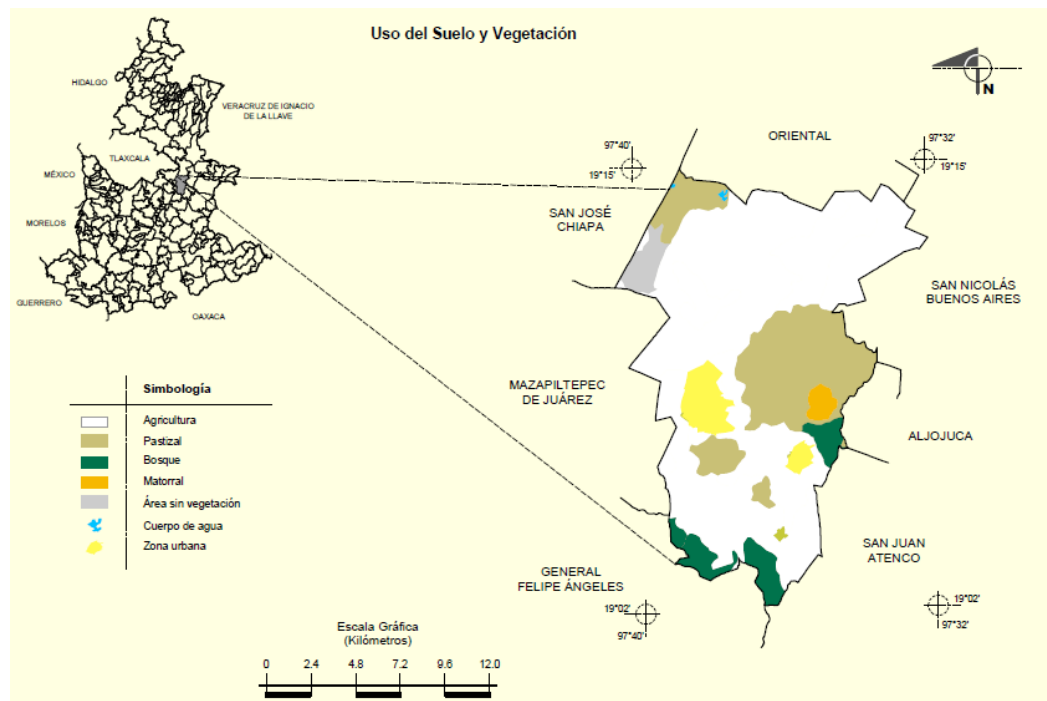 Uso del Suelo y Vegetación
HIDALGO
VERACRUZ DE IGNACIO
DE LA LLAVE
TLAXCALA
MÉXICO
MORELOS
GUERRERO
OAXACA
N
ORIENTAL
97°40'
19°15'
97°32'
19°15'
SAN JOSÉ
CHIAPA
SAN NICOLÁS
BUENOS AIRES
MAZAPILTEPEC
DE JUÁREZ
ALJOJUCA
SAN JUAN
ATENCO
GENERAL
FELIPE ÁNGELES
19°02'
97°40'
19°02'
97°32'
Simbología
Agricultura
Pastizal
Bosque
Matorral
Área sin vegetación
Cuerpo de agua
Zona urbana
Escala Gráfica
(Kilómetros)
0 2.4 4.8 7.2 9.6 12.0